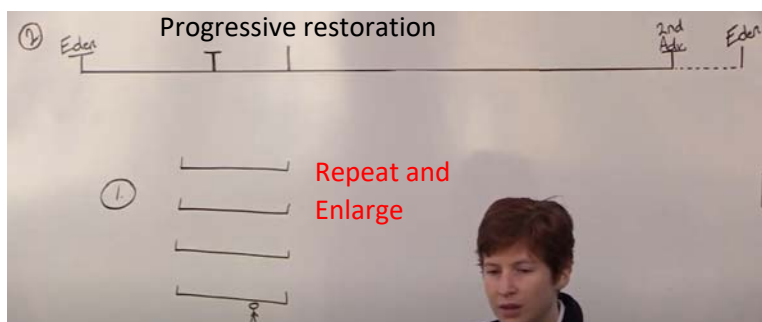 ② Eden Progressive restoration 2nd Eden
Adv.
1. Repeat and
Enlarge